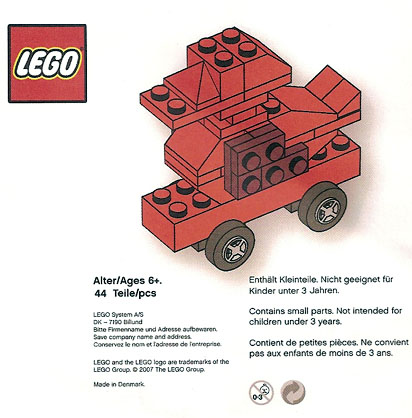 LEGO
Alter/Ages 6+.
44 Teile/pcs
LEGO System A/S
DK – 7190 Billund
Bitte Firmenname und Adresse aufbewaren.
Save company name and address.
Conservez le nom et l'adresse de l'entreprise.
LEGO and the LEGO logo are trademarks of the
LEGO Group. © 2007 The LEGO Group.
Made in Denmark.
Enthält Kleinteile. Nicht geeignet für
Kinder unter 3 Jahren.
Contains small parts. Not intended for
children under 3 years.
Contient de petites pièces. Ne convient
pas aux enfants de moins de 3 ans.
0-3